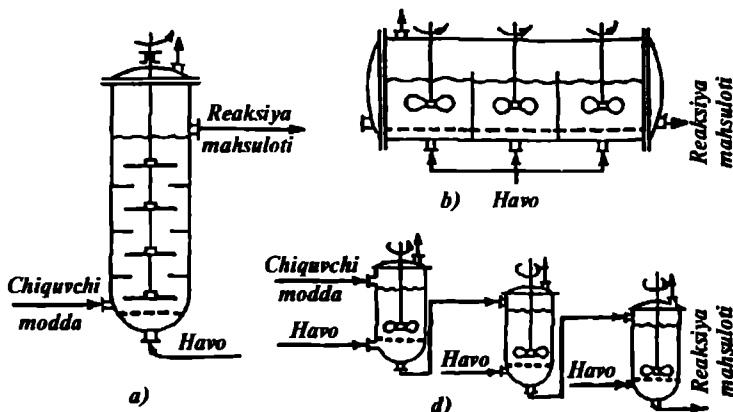 Reaksiya
mahsuloti
Chiquvchi
modda
Havo
a)
Reaksiya
mahsuloti
b)
Havo
Chiquvchi
modda
Havo
Havo
Havo
d)
Reaksiya
mahsuloti